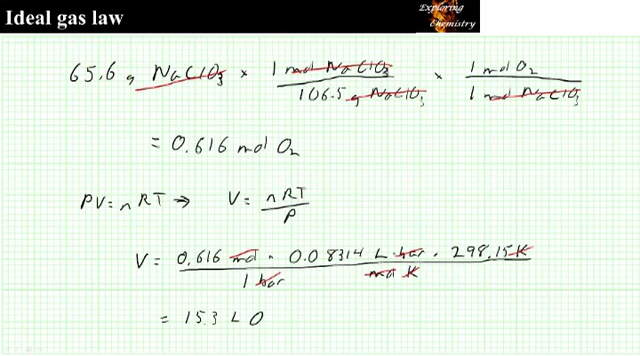 Ideal gas law
Exploring
Chemistry
65.6 g NaClO₃ × 1 mol NaClO₃ / 106.5 g NaClO₃ × 1 mol O₂ / 1 mol NaClO₃
= 0.616 mol O₂
PV = nRT → V = nRT / P
V = 0.616 mol · 0.08314 L bar · 298.15 K / 1 bar mol K
= 15.3 L O